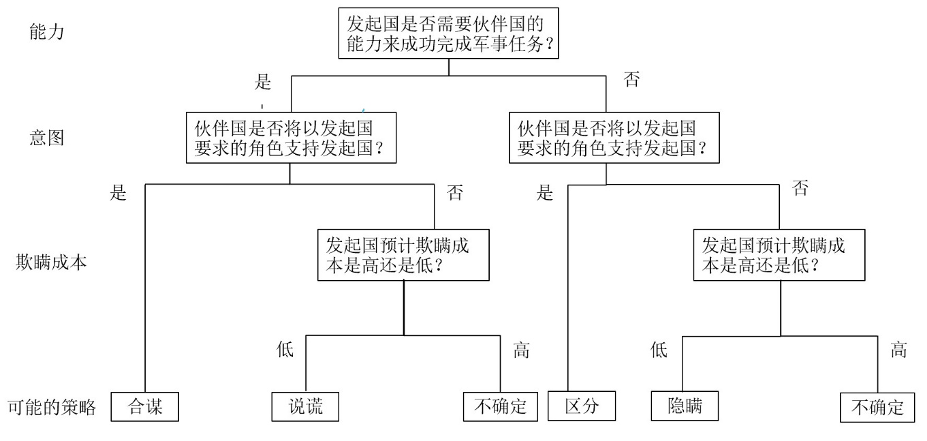 能力
发起国是否需要伙伴国的
能力来成功完成军事任务？
是
否
意图
伙伴国是否将以发起国
要求的角色支持发起国？
伙伴国是否将以发起国
要求的角色支持发起国？
是
否
是
否
欺瞒成本
发起国预计欺瞒成
本是高还是低？
发起国预计欺瞒成
本是高还是低？
低
高
低
高
可能的策略
合谋
说谎
不确定
区分
隐瞒
不确定